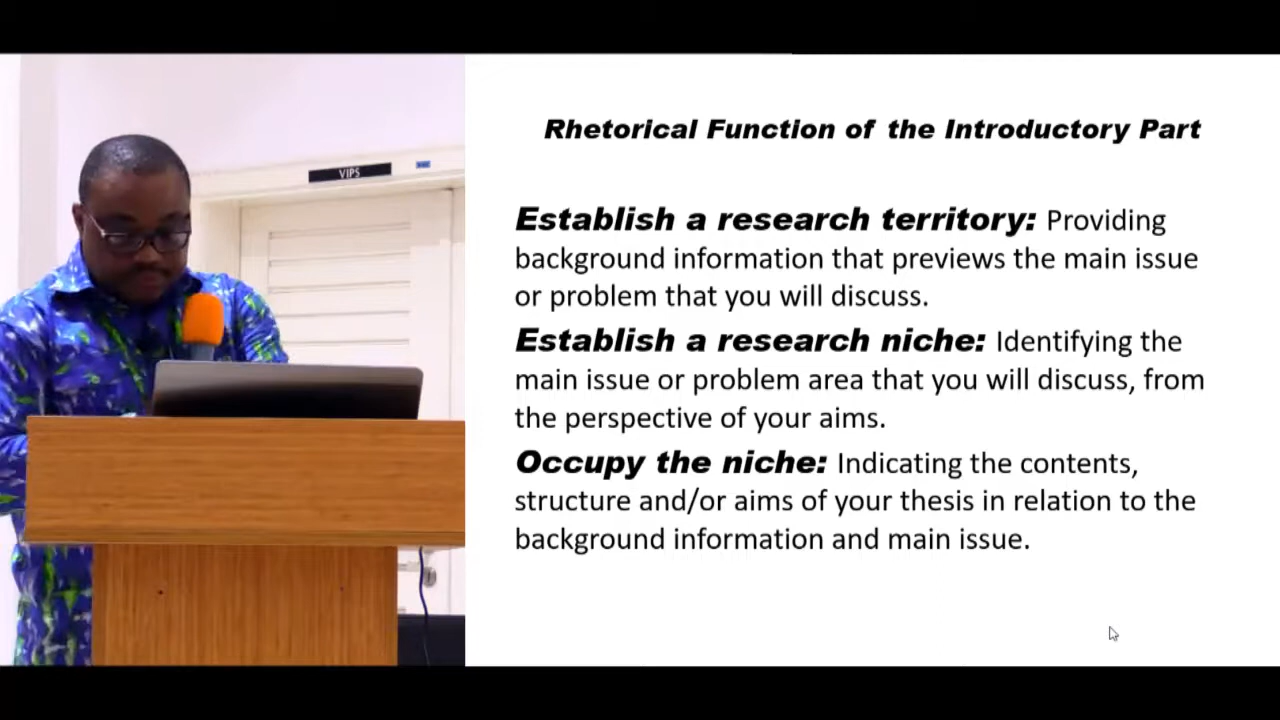 VIPS
Rhetorical Function of the Introductory Part
Establish a research territory: Providing
background information that previews the main issue
or problem that you will discuss.
Establish a research niche: Identifying the
main issue or problem area that you will discuss, from
the perspective of your aims.
Occupy the niche: Indicating the contents,
structure and/or aims of your thesis in relation to the
background information and main issue.